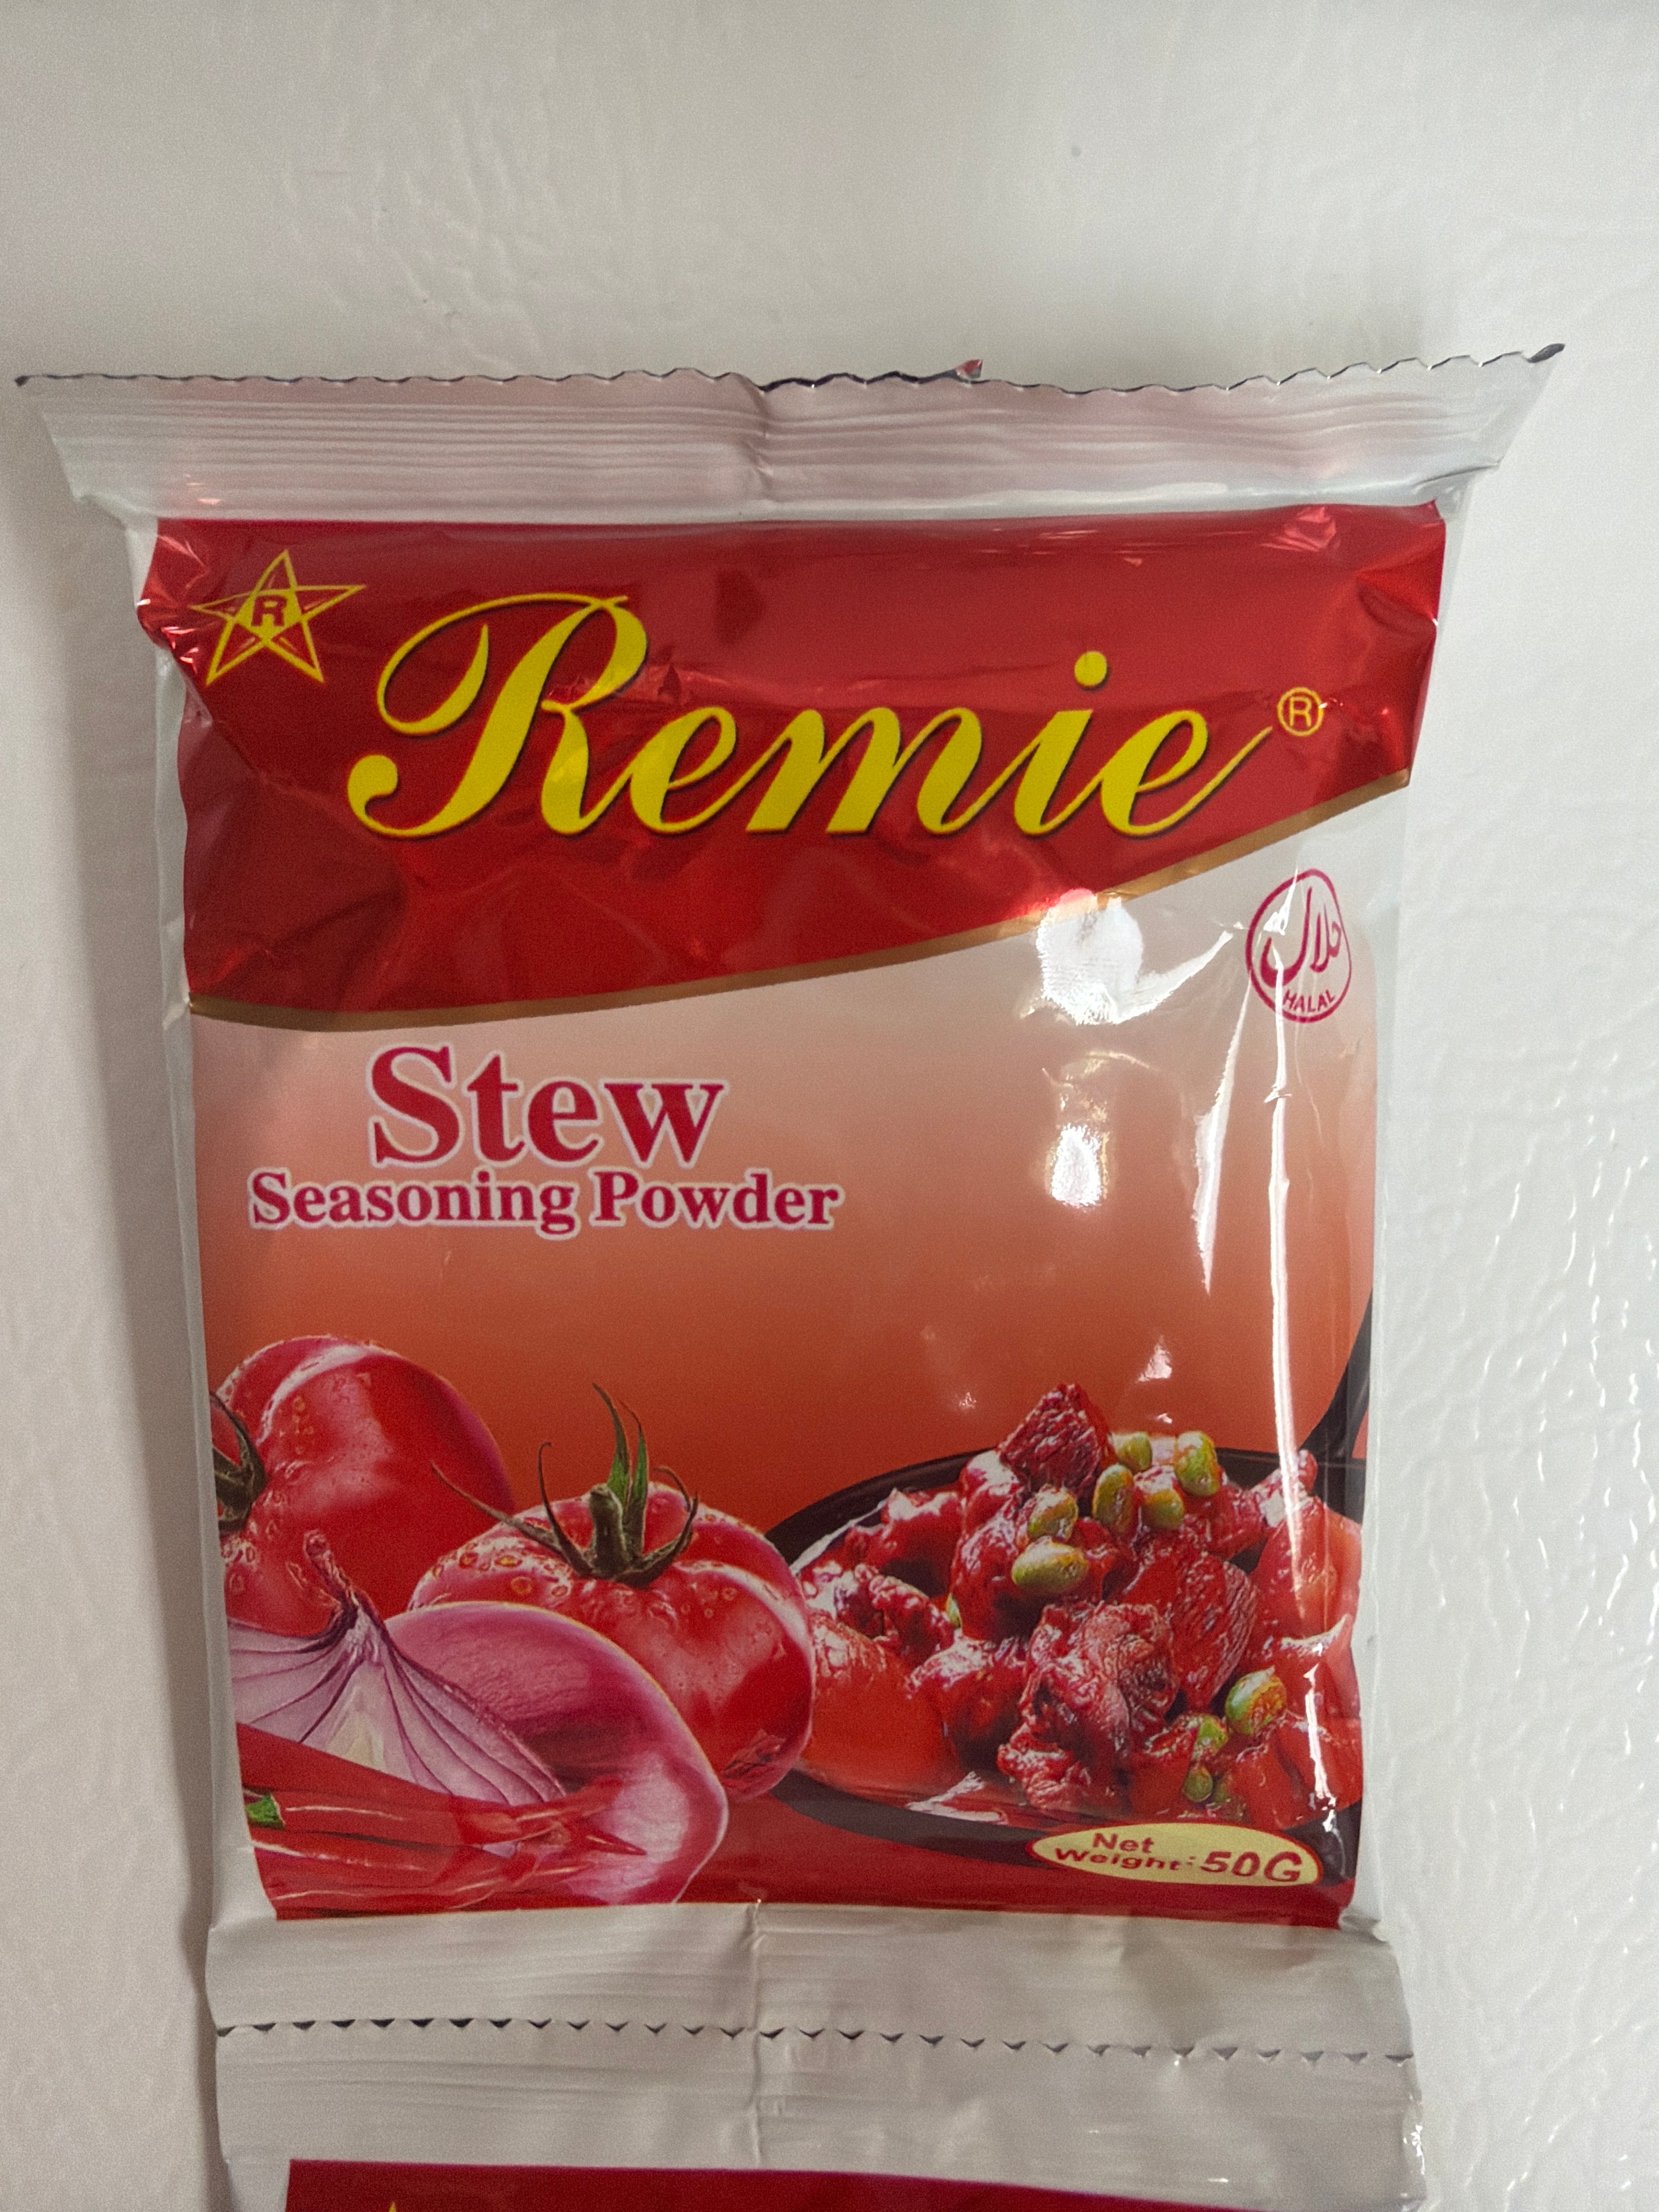 R
Remie®
حلال
HALAL
Stew
Seasoning Powder
Net
Weight: 50G